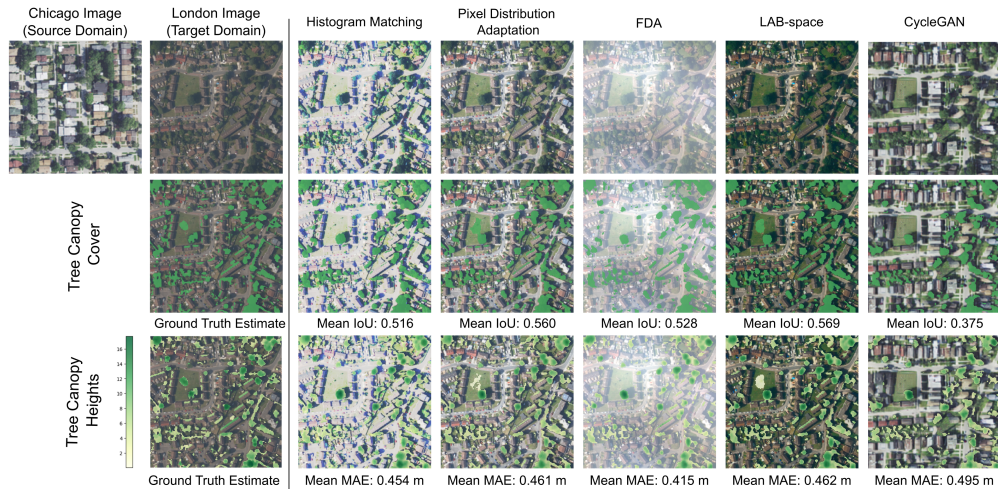 Chicago Image
(Source Domain)
London Image
(Target Domain)
Histogram Matching
Pixel Distribution
Adaptation
FDA
LAB-space
CycleGAN
Tree Canopy
Cover
Ground Truth Estimate
Mean IoU: 0.516
Mean IoU: 0.560
Mean IoU: 0.528
Mean IoU: 0.569
Mean IoU: 0.375
Tree Canopy
Heights
16
14
12
10
8
6
4
2
Ground Truth Estimate
Mean MAE: 0.454 m
Mean MAE: 0.461 m
Mean MAE: 0.415 m
Mean MAE: 0.462 m
Mean MAE: 0.495 m